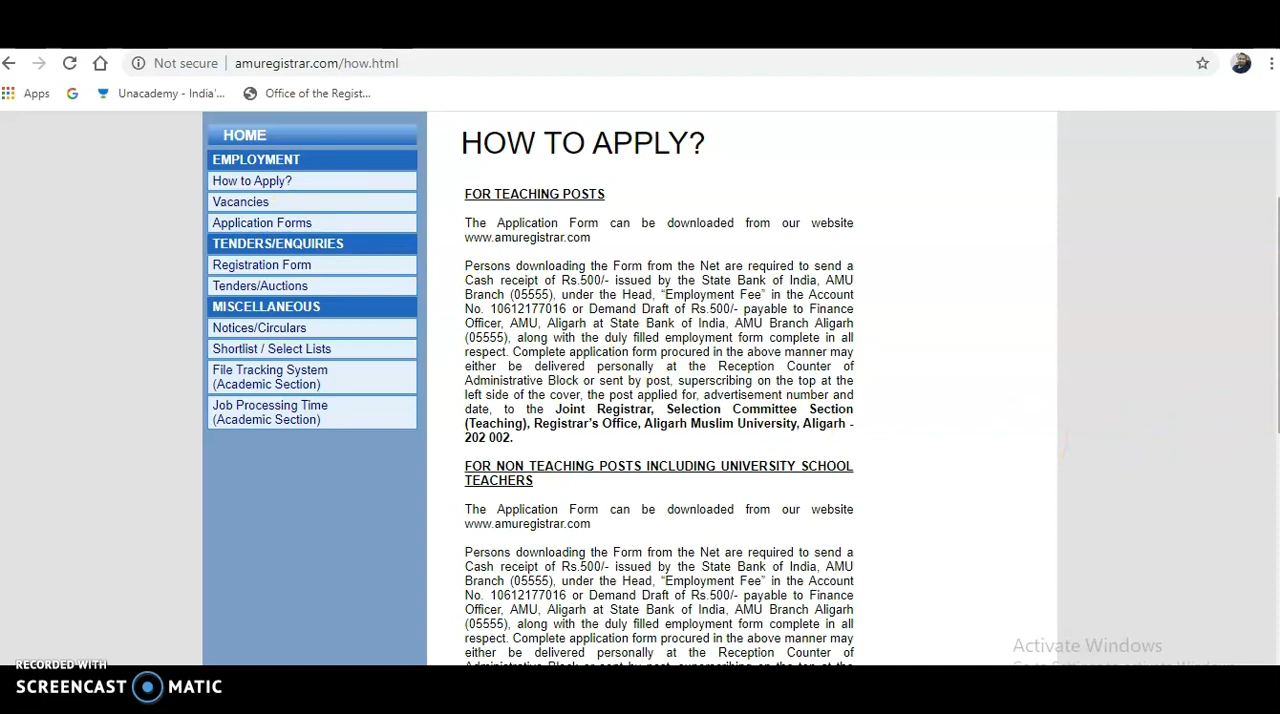 Not secure | amuregistrar.com/how.html
Apps Unacademy - India'... Office of the Regist...
HOME
EMPLOYMENT
How to Apply?
Vacancies
Application Forms
TENDERS/ENQUIRIES
Registration Form
Tenders/Auctions
MISCELLANEOUS
Notices/Circulars
Shortlist / Select Lists
File Tracking System
(Academic Section)
Job Processing Time
(Academic Section)
HOW TO APPLY?
FOR TEACHING POSTS
The Application Form can be downloaded from our website
www.amuregistrar.com
Persons downloading the Form from the Net are required to send a
Cash receipt of Rs.500/- issued by the State Bank of India, AMU
Branch (05555), under the Head, “Employment Fee” in the Account
No. 10612177016 or Demand Draft of Rs.500/- payable to Finance
Officer, AMU, Aligarh at State Bank of India, AMU Branch Aligarh
(05555), along with the duly filled employment form complete in all
respect. Complete application form procured in the above manner may
either be delivered personally at the Reception Counter of
Administrative Block or sent by post, superscribing on the top at the
left side of the cover, the post applied for, advertisement number and
date, to the Joint Registrar, Selection Committee Section
(Teaching), Registrar’s Office, Aligarh Muslim University, Aligarh -
202 002.
FOR NON TEACHING POSTS INCLUDING UNIVERSITY SCHOOL
TEACHERS
The Application Form can be downloaded from our website
www.amuregistrar.com
Persons downloading the Form from the Net are required to send a
Cash receipt of Rs.500/- issued by the State Bank of India, AMU
Branch (05555), under the Head, “Employment Fee” in the Account
No. 10612177016 or Demand Draft of Rs.500/- payable to Finance
Officer, AMU, Aligarh at State Bank of India, AMU Branch Aligarh
(05555), along with the duly filled employment form complete in all
respect. Complete application form procured in the above manner may
either be delivered personally at the Reception Counter of
Administrative Block or sent by post, superscribing on the top at the
Activate Windows
RECORDED WITH
SCREENCAST MATIC